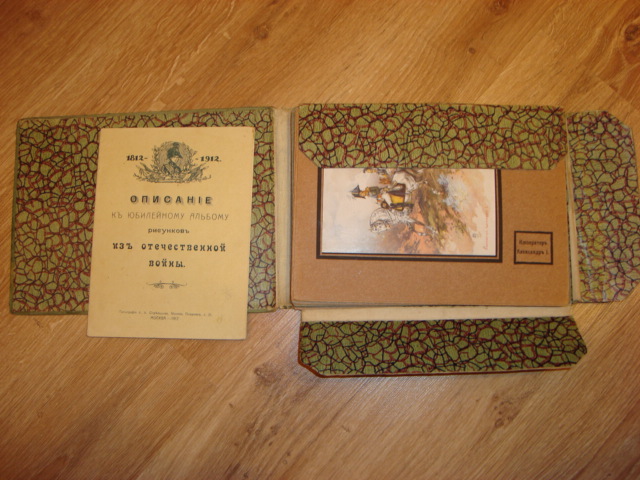 1812- -1912.
ОПИСАНІЕ
КЪ ЮБИЛЕЙНОМУ АЛЬБОМУ
рисунковъ
ИЗЪ ОТЕЧЕСТВЕННОЙ
ВОЙНЫ.
Императоръ
Александръ I.